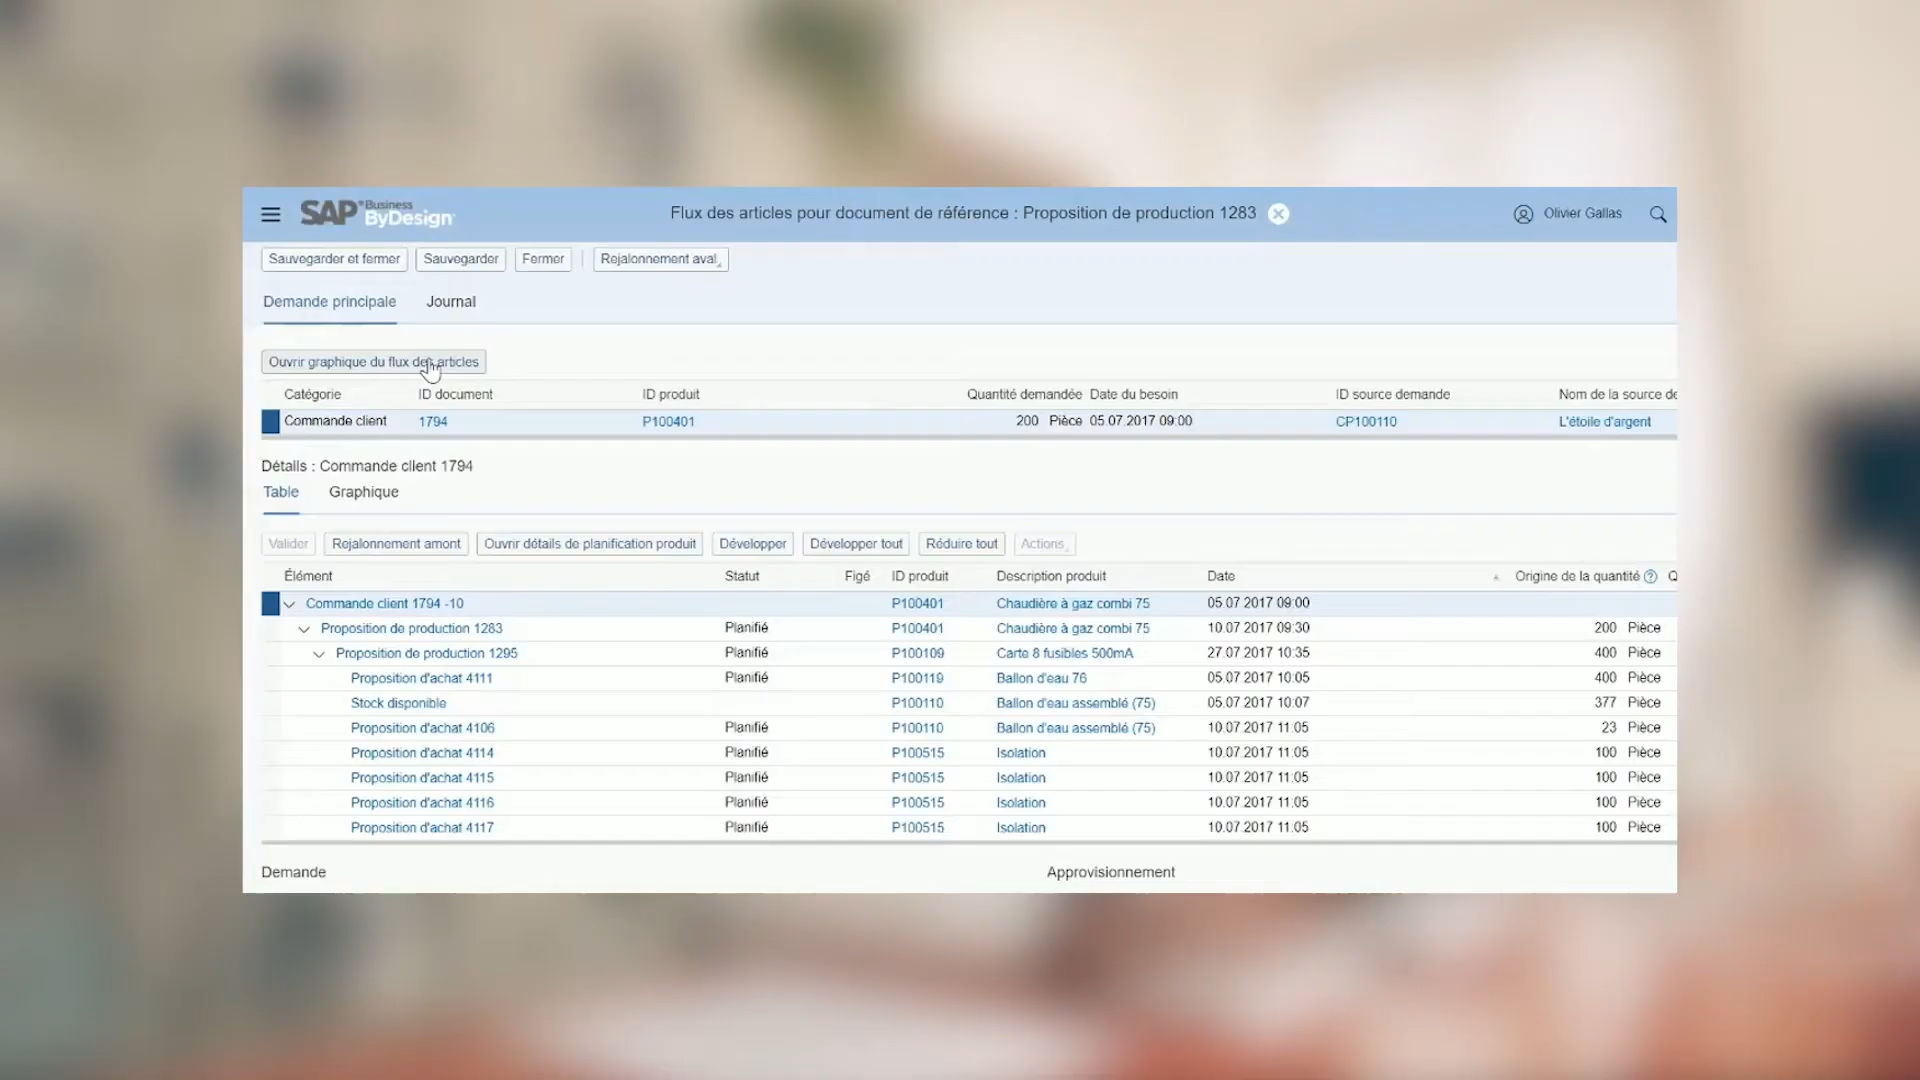 SAP Business ByDesign
Flux des articles pour document de référence : Proposition de production 1283
Olivier Gallas
Sauvegarder et fermer Sauvegarder Fermer Rejalonnement aval
Demande principale Journal
Ouvrir graphique du flux des articles
Catégorie ID document ID produit Quantité demandée Date du besoin ID source demande Nom de la source de
Commande client 1794 P100401 200 Pièce 05.07.2017 09:00 CP100110 L'étoile d'argent
Détails : Commande client 1794
Table Graphique
Valider Rejalonnement amont Ouvrir détails de planification produit Développer Développer tout Réduire tout Actions
Élément Statut Figé ID produit Description produit Date Origine de la quantité ? Q
Commande client 1794 -10 P100401 Chaudière à gaz combi 75 05.07.2017 09:00
Proposition de production 1283 Planifié P100401 Chaudière à gaz combi 75 10.07.2017 09:30 200 Pièce
Proposition de production 1295 Planifié P100109 Carte 8 fusibles 500mA 27.07.2017 10:35 400 Pièce
Proposition d'achat 4111 Planifié P100119 Ballon d'eau 76 05.07.2017 10:05 400 Pièce
Stock disponible P100110 Ballon d'eau assemblé (75) 05.07.2017 10:07 377 Pièce
Proposition d'achat 4106 Planifié P100110 Ballon d'eau assemblé (75) 10.07.2017 11:05 23 Pièce
Proposition d'achat 4114 Planifié P100515 Isolation 10.07.2017 11:05 100 Pièce
Proposition d'achat 4115 Planifié P100515 Isolation 10.07.2017 11:05 100 Pièce
Proposition d'achat 4116 Planifié P100515 Isolation 10.07.2017 11:05 100 Pièce
Proposition d'achat 4117 Planifié P100515 Isolation 10.07.2017 11:05 100 Pièce
Demande Approvisionnement